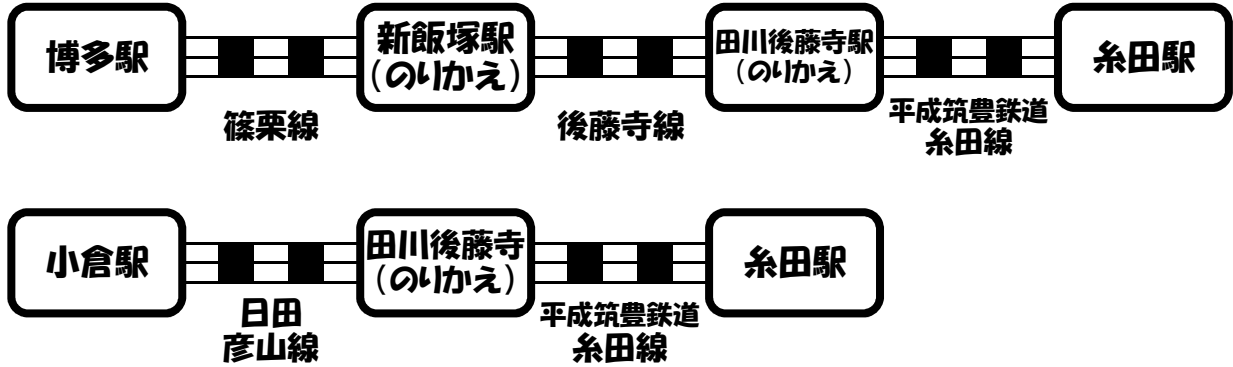 博多駅
篠栗線
新飯塚駅
(のりかえ)
後藤寺線
田川後藤寺駅
(のりかえ)
平成筑豊鉄道
糸田線
糸田駅
小倉駅
日田
彦山線
田川後藤寺
(のりかえ)
平成筑豊鉄道
糸田線
糸田駅